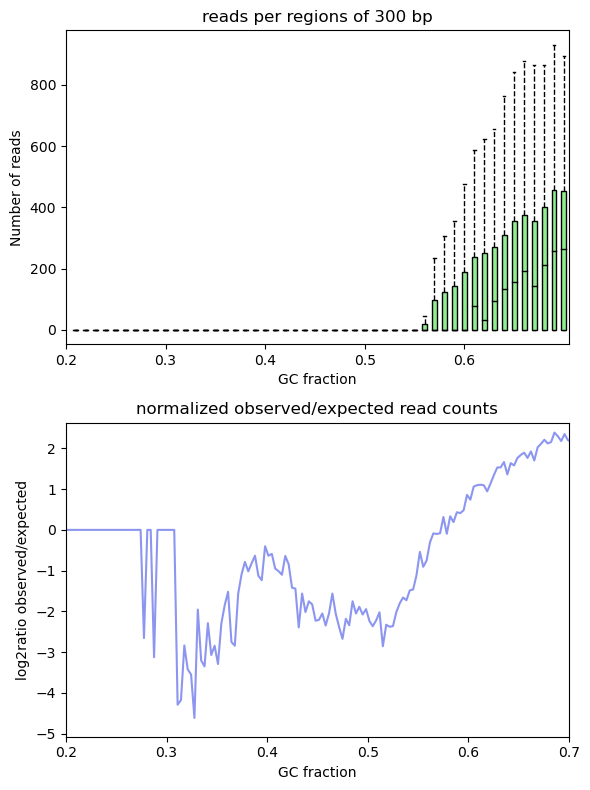 reads per regions of 300 bp
Number of reads
800
600
400
200
0
0.2 0.3 0.4 0.5 0.6
GC fraction
normalized observed/expected read counts
log2ratio observed/expected
2
1
0
−1
−2
−3
−4
−5
0.2 0.3 0.4 0.5 0.6 0.7
GC fraction